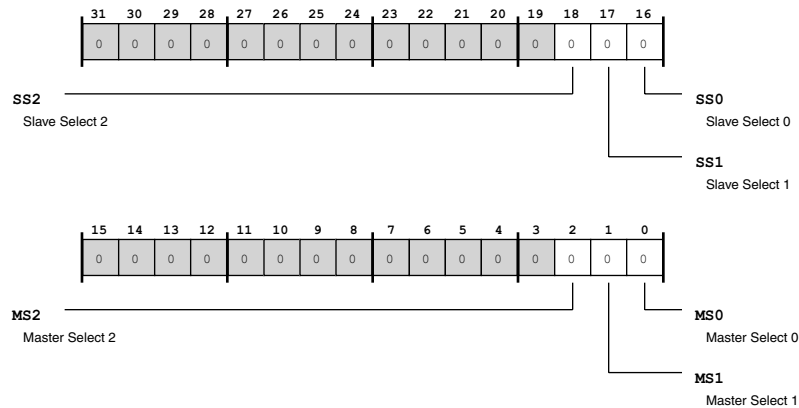 31 30 29 28 27 26 25 24 23 22 21 20 19 18 17 16
0 0 0 0 0 0 0 0 0 0 0 0 0 0 0 0
SS2 SS0
Slave Select 2 Slave Select 0
SS1
Slave Select 1
15 14 13 12 11 10 9 8 7 6 5 4 3 2 1 0
0 0 0 0 0 0 0 0 0 0 0 0 0 0 0 0
MS2 MS0
Master Select 2 Master Select 0
MS1
Master Select 1